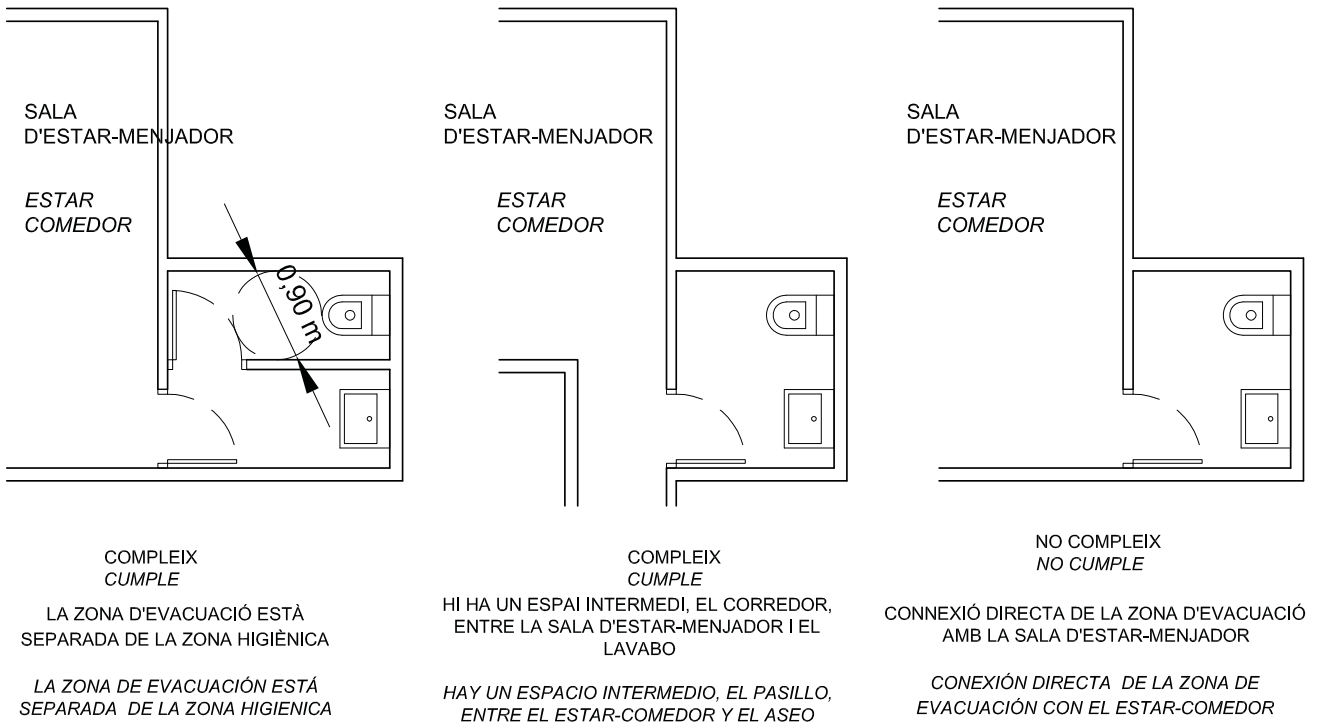 SALA
D'ESTAR-MENJADOR
ESTAR
COMEDOR
0,90 m
COMPLEIX
CUMPLE
LA ZONA D'EVACUACIÓ ESTÀ
SEPARADA DE LA ZONA HIGIÈNICA
LA ZONA DE EVACUACIÓN ESTÁ
SEPARADA DE LA ZONA HIGIENICA
SALA
D'ESTAR-MENJADOR
ESTAR
COMEDOR
COMPLEIX
CUMPLE
HI HA UN ESPAI INTERMEDI, EL CORREDOR,
ENTRE LA SALA D'ESTAR-MENJADOR I EL
LAVABO
HAY UN ESPACIO INTERMEDIO, EL PASILLO,
ENTRE EL ESTAR-COMEDOR Y EL ASEO
SALA
D'ESTAR-MENJADOR
ESTAR
COMEDOR
NO COMPLEIX
NO CUMPLE
CONNEXIÓ DIRECTA DE LA ZONA D'EVACUACIÓ
AMB LA SALA D'ESTAR-MENJADOR
CONEXIÓN DIRECTA DE LA ZONA DE
EVACUACIÓN CON EL ESTAR-COMEDOR